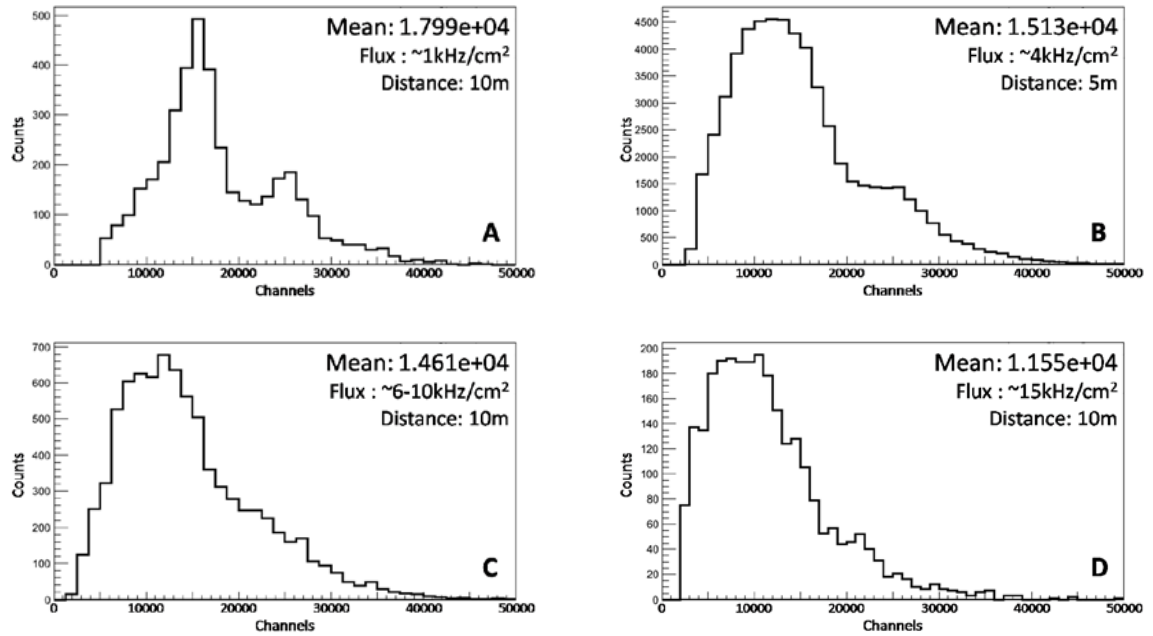 Mean: 1.799e+04
Flux : ~1kHz/cm²
Distance: 10m
A
500
400
300
200
100
0
Counts
0 10000 20000 30000 40000 50000
Channels
Mean: 1.513e+04
Flux : ~4kHz/cm²
Distance: 5m
B
4500
4000
3500
3000
2500
2000
1500
1000
500
0
Counts
0 10000 20000 30000 40000 50000
Channels
Mean: 1.461e+04
Flux : ~6-10kHz/cm²
Distance: 10m
C
700
600
500
400
300
200
100
0
Counts
0 10000 20000 30000 40000 50000
Channels
Mean: 1.155e+04
Flux : ~15kHz/cm²
Distance: 10m
D
200
180
160
140
120
100
80
60
40
20
0
Counts
0 10000 20000 30000 40000 50000
Channels